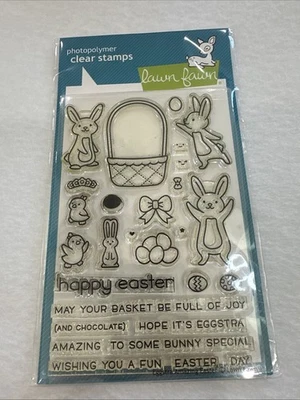 photopolymer
clear stamps
lawn fawn
happy easter
MAY YOUR BASKET BE FULL OF JOY
(AND CHOCOLATE) HOPE IT'S EGGSTRA
AMAZING TO SOME BUNNY SPECIAL
WISHING YOU A FUN EASTER DAY